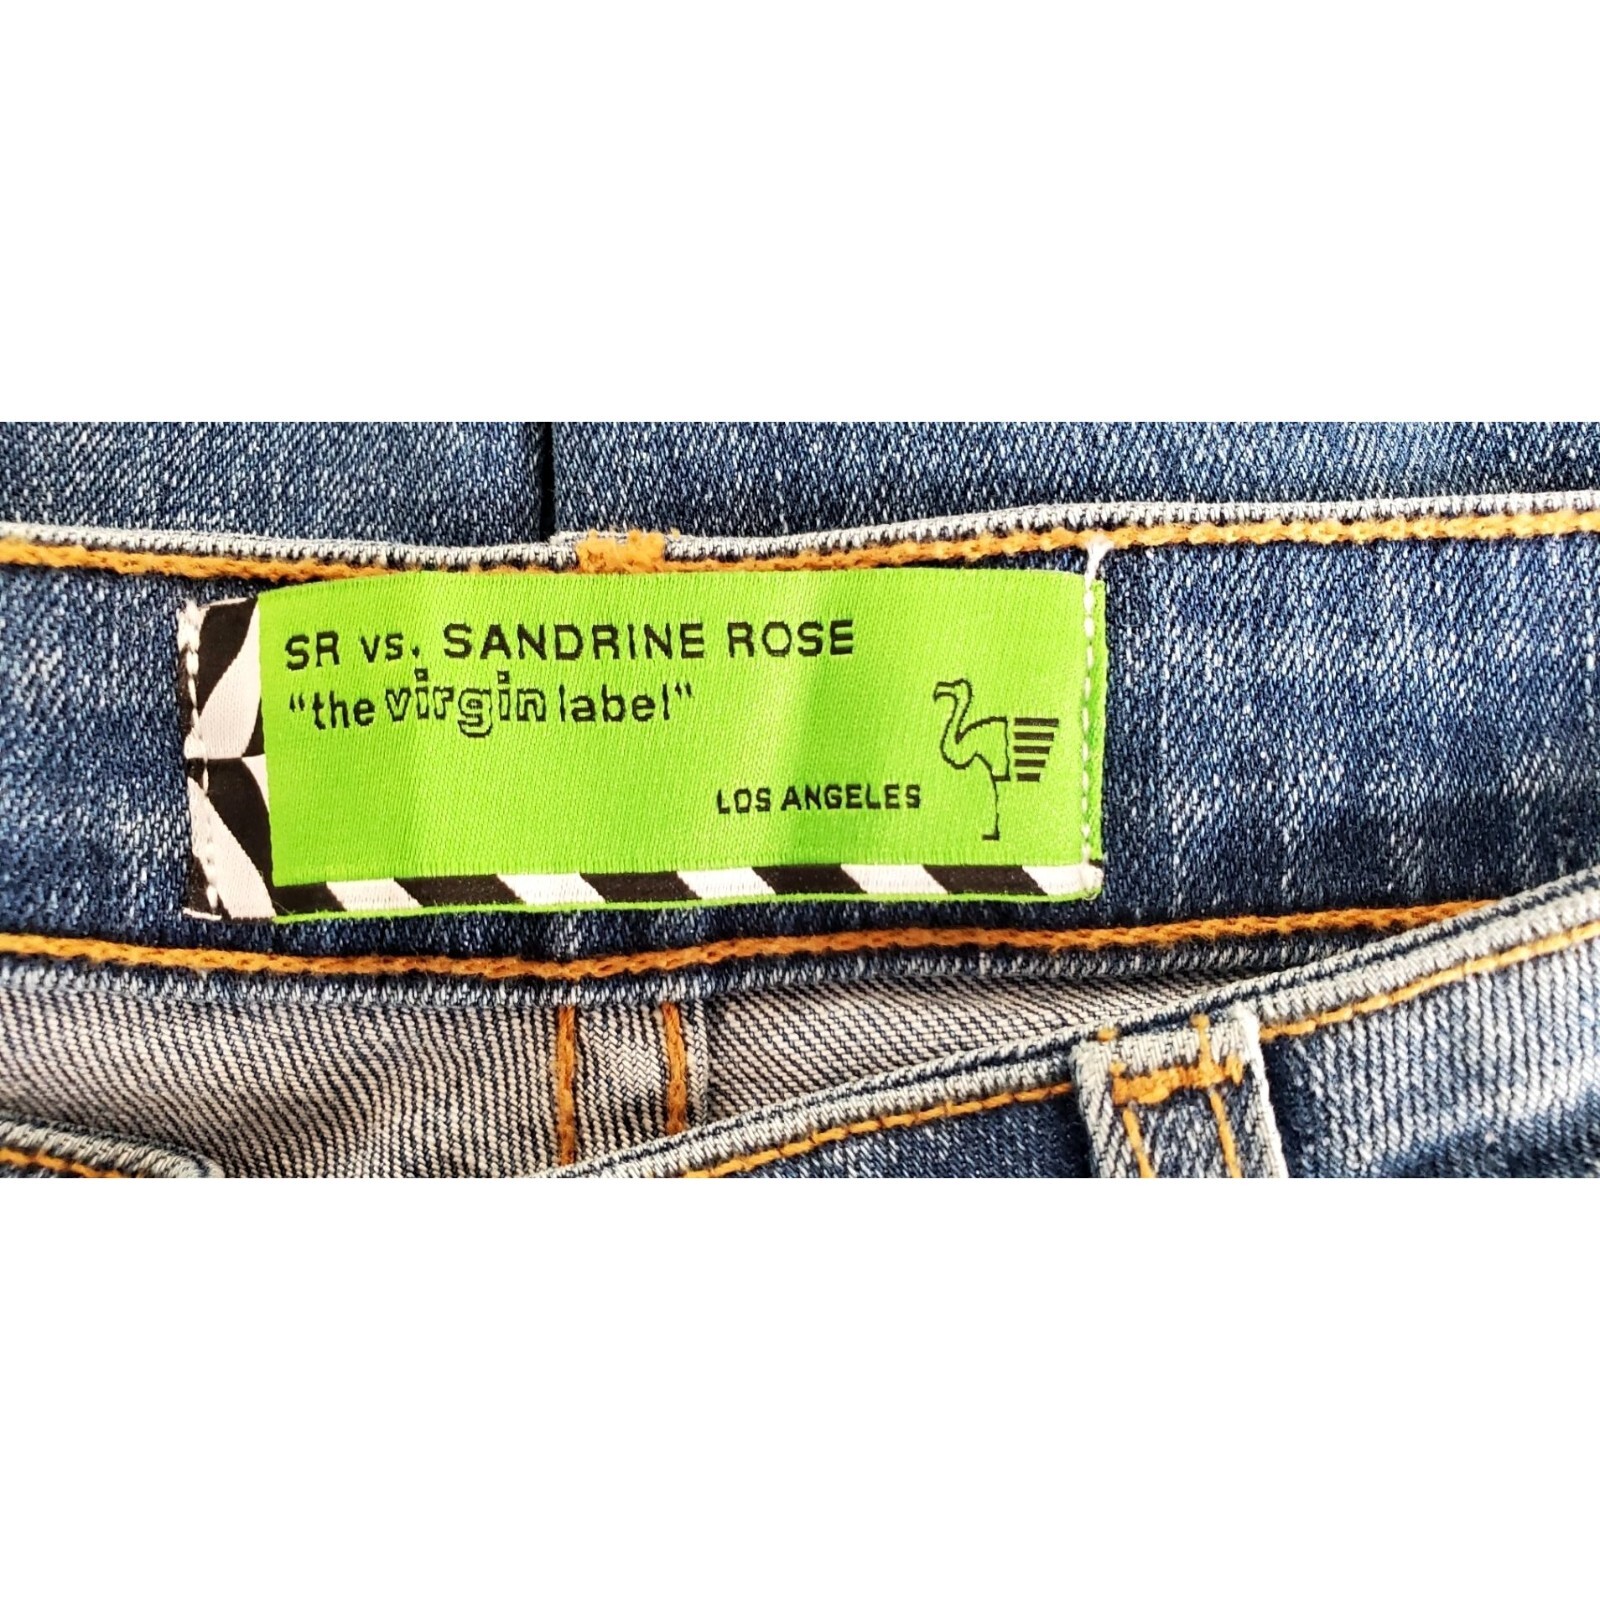 SR vs. SANDRINE ROSE
"the virgin label"
LOS ANGELES